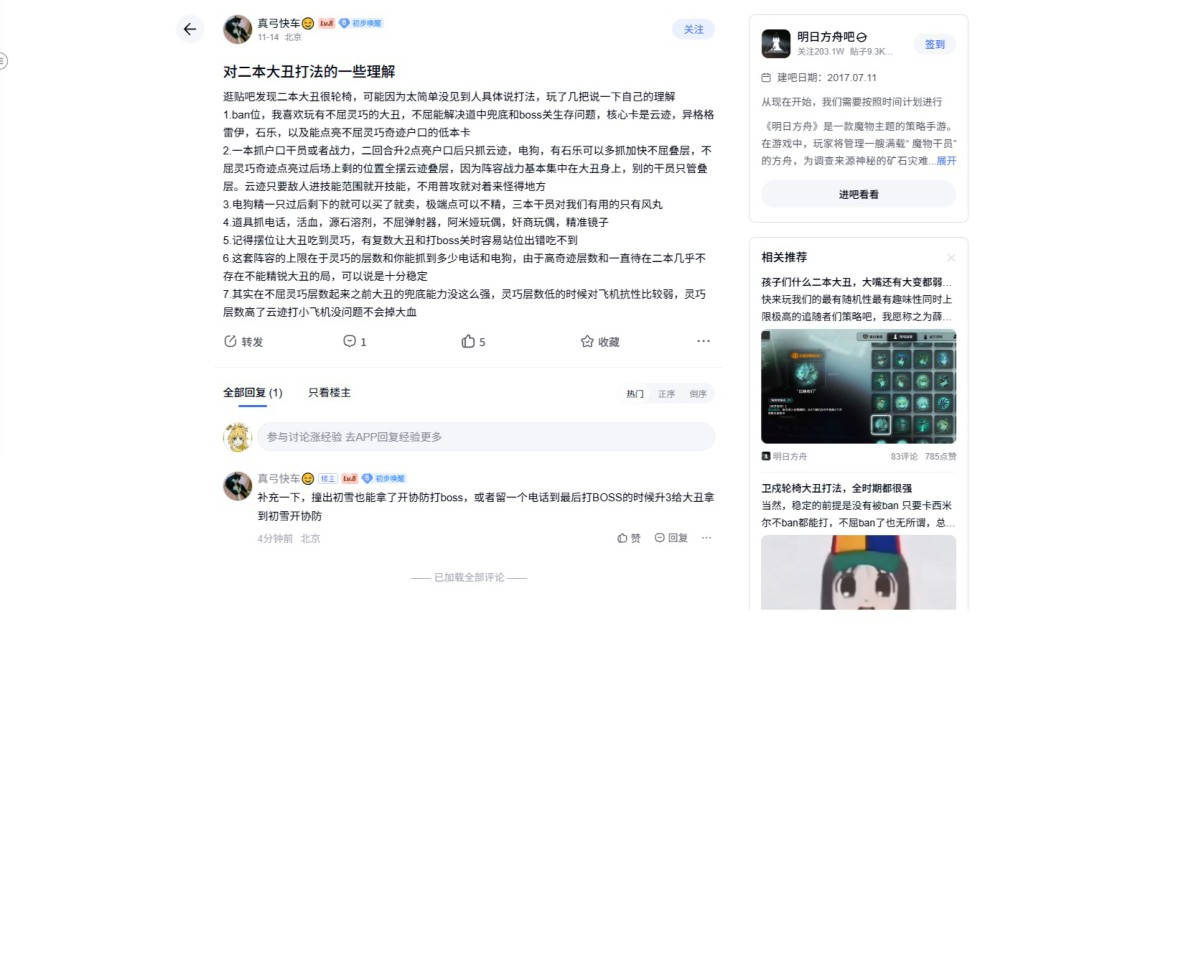 真弓快车 Lv.8 初步唤醒
11-14 北京
关注
对二本大丑打法的一些理解
逛贴吧发现二本大丑很轮椅，可能因为太简单没见到人具体说打法，玩了几把说一下自己的理解
1.ban位，我喜欢玩有不屈灵巧的大丑，不屈能解决道中兜底和boss关生存问题，核心卡是云迹，异格格
雷伊，石乐，以及能点亮不屈灵巧奇迹户口的低本卡
2.一本抓户口干员或者战力，二回合升2点亮户口后只抓云迹，电狗，有石乐可以多抓加快不屈叠层，不
屈灵巧奇迹点亮过后场上剩的位置全摆云迹叠层，因为阵容战力基本集中在大丑身上，别的干员只管叠
层。云迹只要敌人进技能范围就开技能，不用普攻就对着来怪得地方
3.电狗精一只过后剩下的就可以买了就卖，极端点可以不精，三本干员对我们有用的只有风丸
4.道具抓电话，活血，源石溶剂，不屈弹射器，阿米娅玩偶，奸商玩偶，精准镜子
5.记得摆位让大丑吃到灵巧，有复数大丑和打boss关时容易站位出错吃不到
6.这套阵容的上限在于灵巧的层数和你能抓到多少电话和电狗，由于高奇迹层数和一直待在二本几乎不
存在不能精锐大丑的局，可以说是十分稳定
7.其实在不屈灵巧层数起来之前大丑的兜底能力没这么强，灵巧层数低的时候对飞机抗性比较弱，灵巧
层数高了云迹打小飞机没问题不会掉大血
转发 1 5 收藏
全部回复 (1) 只看楼主
热门 正序 倒序
参与讨论涨经验 去APP回复经验更多
真弓快车 楼主 Lv.8 初步唤醒
补充一下，撞出初雪也能拿了开协防打boss，或者留一个电话到最后打BOSS的时候升3给大丑拿
到初雪开协防
4分钟前 北京
赞 回复
已加载全部评论
明日方舟吧
关注203.1W 贴子9.3K...
签到
建吧日期：2017.07.11
从现在开始，我们需要按照时间计划进行
《明日方舟》是一款魔物主题的策略手游。
在游戏中，玩家将管理一艘满载“ 魔物干员”
的方舟，为调查来源神秘的矿石灾难...展开
进吧看看
相关推荐
孩子们什么二本大丑，大嘴还有大变都弱...
快来玩我们的最有随机性最有趣味性同时上
限极高的追随者们策略吧，我愿称之为薛...
明日方舟
83评论 785点赞
卫戍轮椅大丑打法，全时期都很强
当然，稳定的前提是没有被ban 只要卡西米
尔不ban都能打，不屈ban了也无所谓，总...